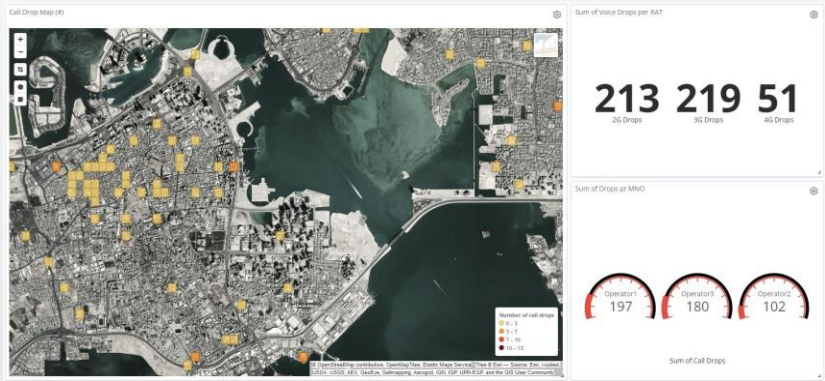 Call Drop Map (#)
+
−
Number of call drops
0 – 3
3 – 7
7 – 10
10 – 13
© OpenStreetMap contributors, OpenMapTiles, Elastic Maps Service
USDA, USGS, AEX, GeoEye, Getmapping, Aerogrid, IGN, IGP, UPR-EGP, and the GIS User Community
Sum of Voice Drops per RAT
213 219 51
2G Drops 3G Drops 4G Drops
Sum of Drops pr MNO
Operator1 Operator3 Operator2
197 180 102
Sum of Call Drops